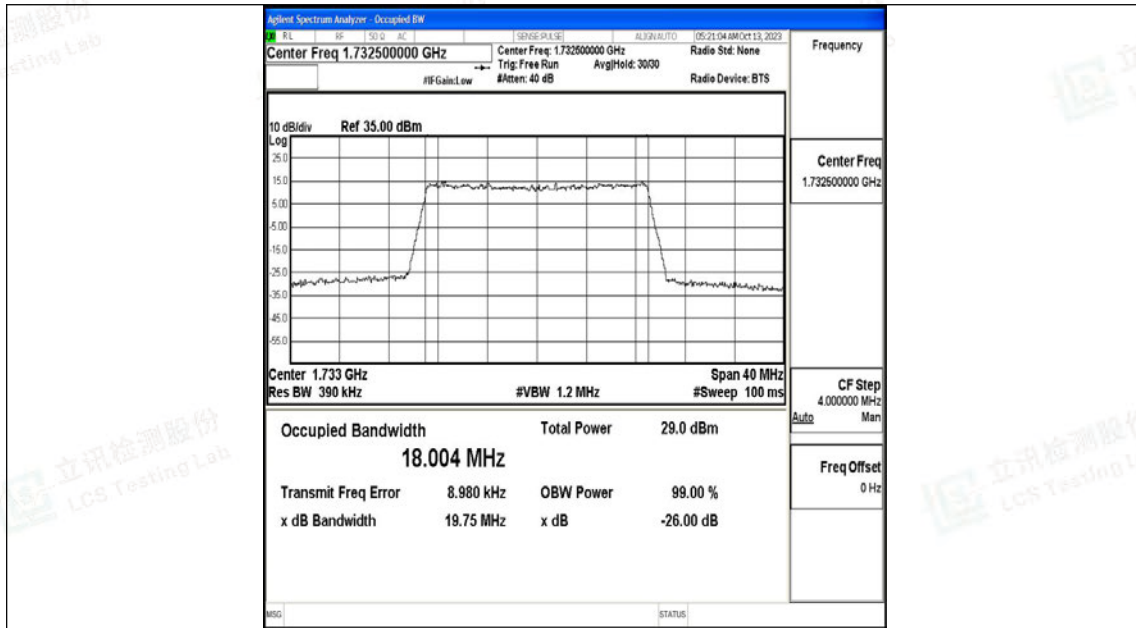 Agilent Spectrum Analyzer - Occupied BW
RL RF 50 Ω AC SENSE:PULSE ALIGNAUTO 05:21:04 AM Oct 13, 2023
Center Freq 1.732500000 GHz
Center Freq: 1.732500000 GHz
Radio Std: None
Trig: Free Run Avg|Hold: 30/30
#IFGain:Low #Atten: 40 dB Radio Device: BTS
Frequency
10 dB/div Ref 35.00 dBm
Log
25.0
15.0
5.00
-5.00
-15.0
-25.0
-35.0
-45.0
-55.0
Center Freq
1.732500000 GHz
Center 1.733 GHz Span 40 MHz
Res BW 390 kHz #VBW 1.2 MHz #Sweep 100 ms
CF Step
4.000000 MHz
Auto Man
Occupied Bandwidth Total Power 29.0 dBm
18.004 MHz
Transmit Freq Error 8.980 kHz OBW Power 99.00 %
x dB Bandwidth 19.75 MHz x dB -26.00 dB
Freq Offset
0 Hz
MSG STATUS
立讯检测股份
LCS Testing Lab